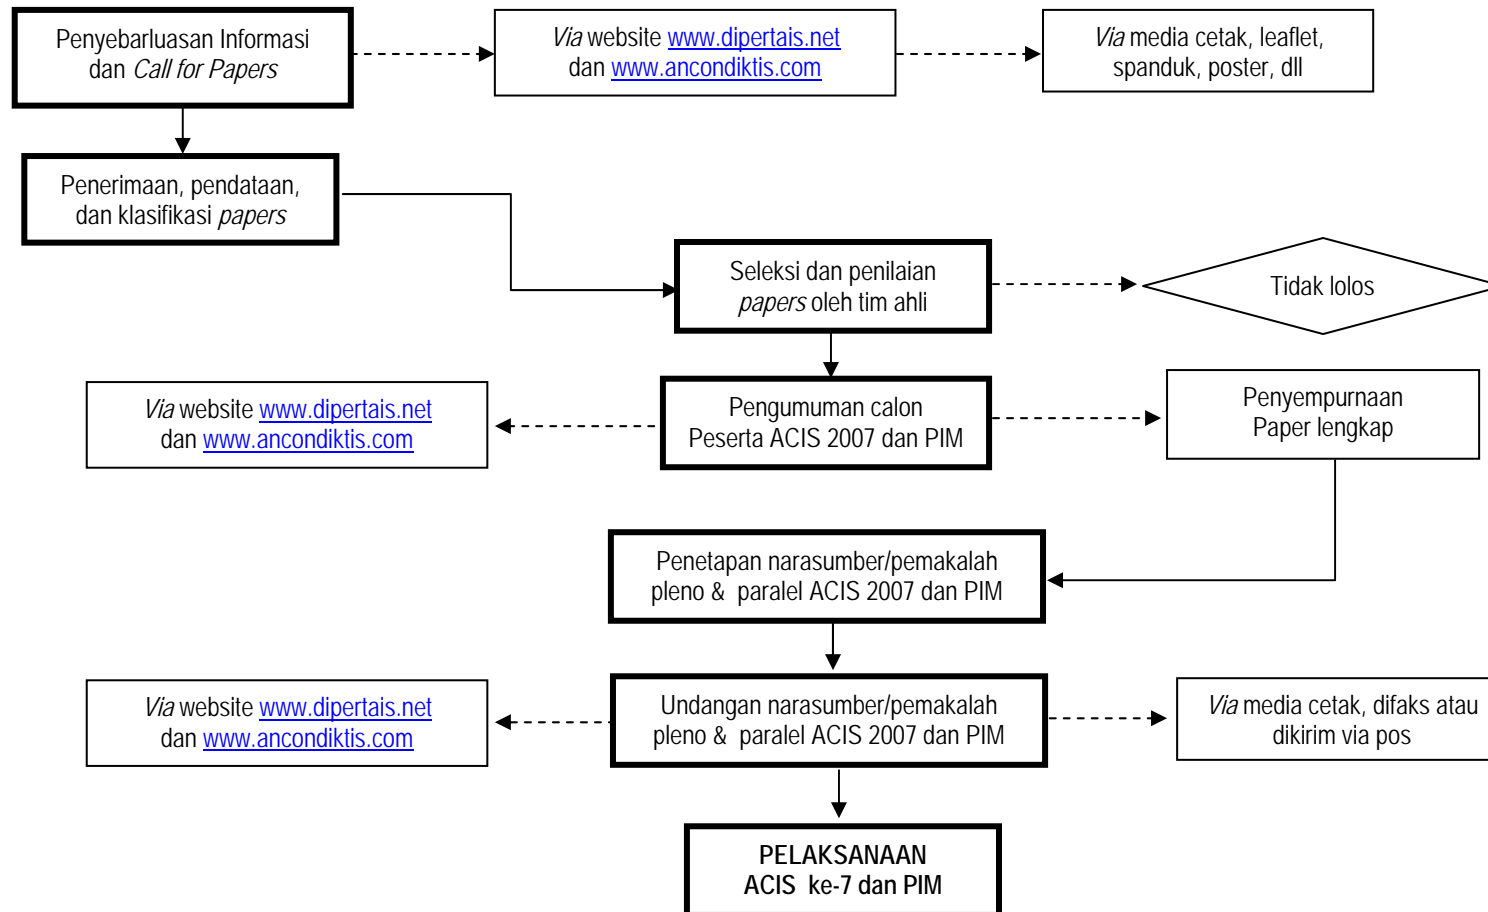 Penyebarluasan Informasi
dan Call for Papers
Via website www.dipertais.net
dan www.ancondiktis.com
Via media cetak, leaflet,
spanduk, poster, dll
Penerimaan, pendataan,
dan klasifikasi papers
Seleksi dan penilaian
papers oleh tim ahli
Tidak lolos
Via website www.dipertais.net
dan www.ancondiktis.com
Pengumuman calon
Peserta ACIS 2007 dan PIM
Penyempurnaan
Paper lengkap
Penetapan narasumber/pemakalah
pleno & paralel ACIS 2007 dan PIM
Via website www.dipertais.net
dan www.ancondiktis.com
Undangan narasumber/pemakalah
pleno & paralel ACIS 2007 dan PIM
Via media cetak, difaks atau
dikirim via pos
PELAKSANAAN
ACIS ke-7 dan PIM